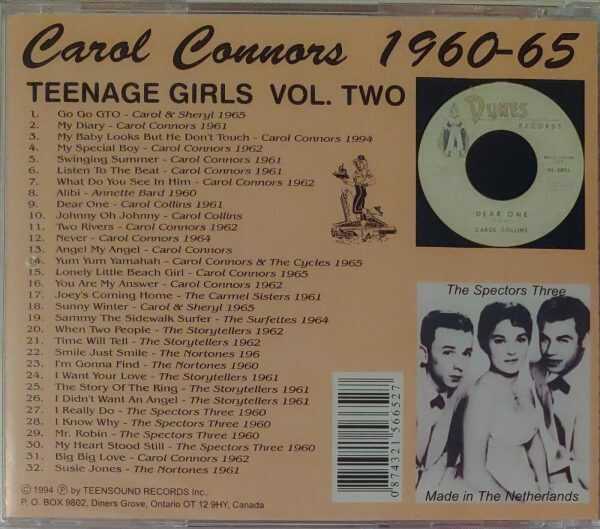 Carol Connors 1960-65
TEENAGE GIRLS VOL. TWO
1. Go Go GTO - Carol & Sheryl 1965
2. My Diary - Carol Connors 1961
3. My Baby Looks But He Don't Touch - Carol Connors 1994
4. My Special Boy - Carol Connors 1962
5. Swinging Summer - Carol Connors 1961
6. Listen To The Beat - Carol Connors 1961
7. What Do You See In Him - Carol Connors 1962
8. Alibi - Annette Bard 1960
9. Dear One - Carol Collins 1961
10. Johnny Oh Johnny - Carol Collins
11. Two Rivers - Carol Connors 1962
12. Never - Carol Connors 1964
13. Angel My Angel - Carol Connors
14. Yum Yum Yamahah - Carol Connors & The Cycles 1965
15. Lonely Little Beach Girl - Carol Connors 1965
16. You Are My Answer - Carol Connors 1962
17. Joey's Coming Home - The Carmel Sisters 1961
18. Sunny Winter - Carol & Sheryl 1965
19. Sammy The Sidewalk Surfer - The Surfettes 1964
20. When Two People - The Storytellers 1962
21. Time Will Tell - The Storytellers 1962
22. Smile Just Smile - The Nortones 196
23. I'm Gonna Find - The Nortones 1960
24. I Want Your Love - The Storytellers 1961
25. The Story Of The Ring - The Storytellers 1961
26. I Didn't Want An Angel - The Storytellers 1961
27. I Really Do - The Spectors Three 1960
28. I Know Why - The Spectors Three 1960
29. Mr. Robin - The Spectors Three 1960
30. My Heart Stood Still - The Spectors Three 1960
31. Big Big Love - Carol Connors 1962
32. Susie Jones - The Nortones 1961
© 1994 ℗ by TEENSOUND RECORDS Inc.,
P. O. BOX 9802, Diners Grove, Ontario OT 12 9HY, Canada
0874321 566527
Dynes
RECORDS
DEAR ONE
CAROL COLLINS
The Spectors Three
Made in The Netherlands